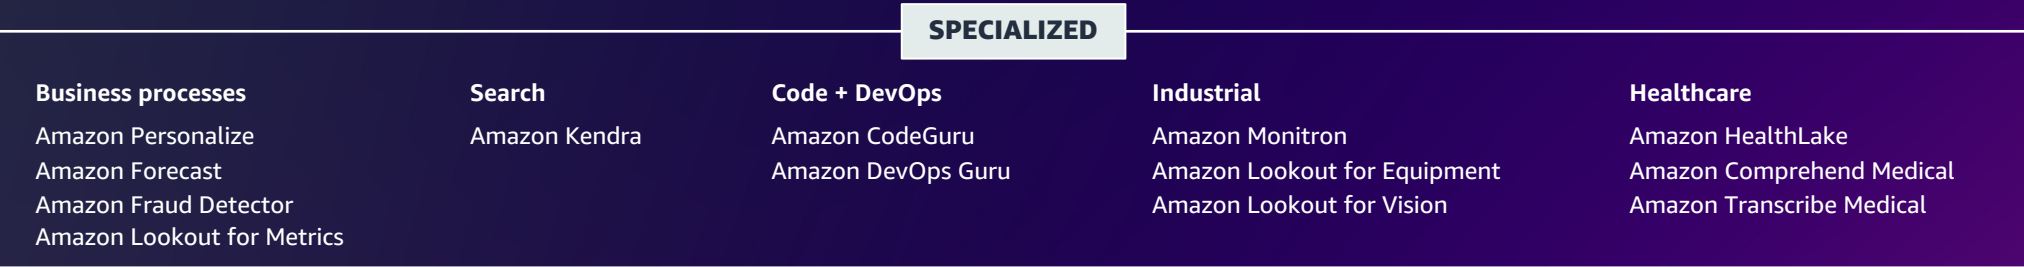 SPECIALIZED
Business processes
Amazon Personalize
Amazon Forecast
Amazon Fraud Detector
Amazon Lookout for Metrics
Search
Amazon Kendra
Code + DevOps
Amazon CodeGuru
Amazon DevOps Guru
Industrial
Amazon Monitron
Amazon Lookout for Equipment
Amazon Lookout for Vision
Healthcare
Amazon HealthLake
Amazon Comprehend Medical
Amazon Transcribe Medical